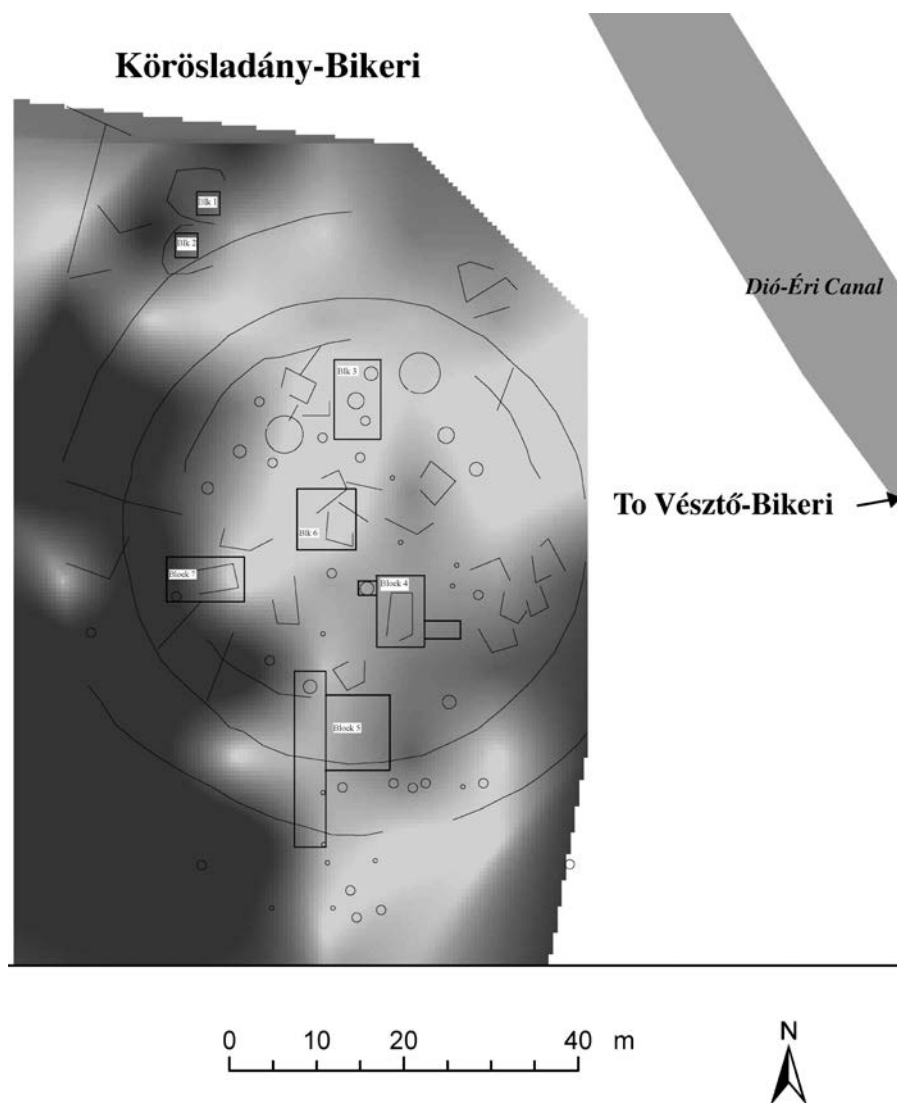 Körösladány-Bikeri
Blk 1
Blk 2
Dió-Éri Canal
Blk 3
To Vésztő-Bikeri
Blk 6
Block 7
Block 4
Block 5
0 10 20 40 m
N